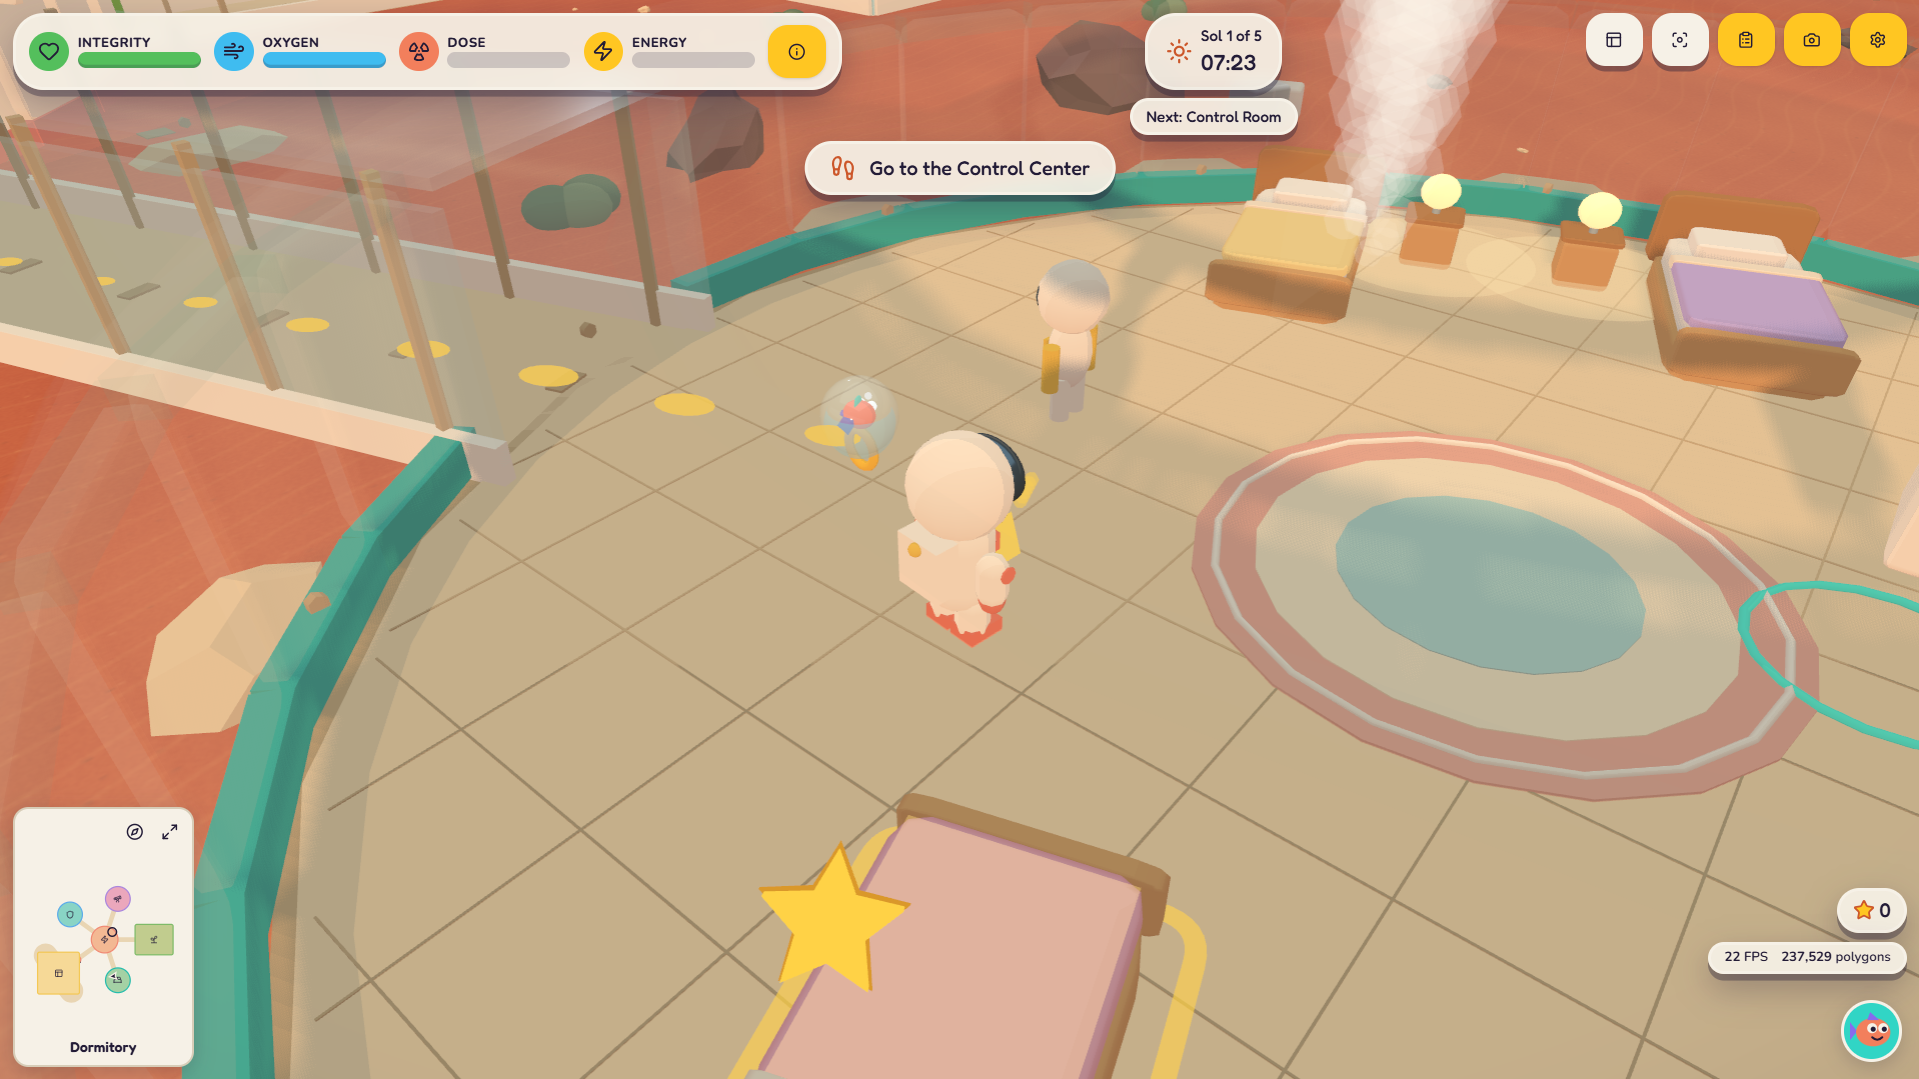 INTEGRITY
OXYGEN
DOSE
ENERGY
Sol 1 of 5
07:23
Next: Control Room
Go to the Control Center
Dormitory
0
22 FPS 237,529 polygons